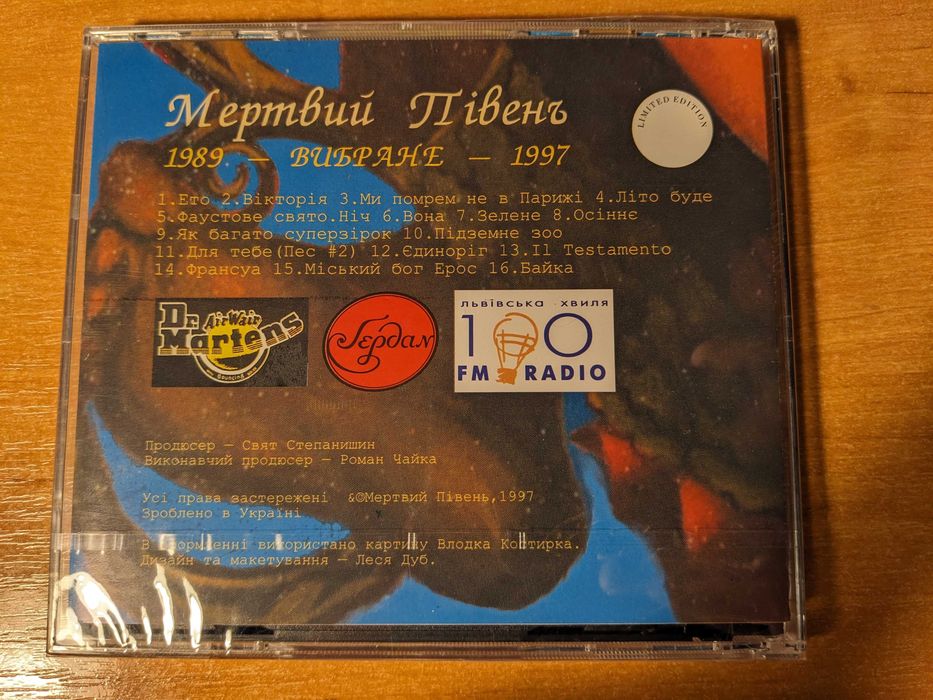 Мертвий Півень
LIMITED EDITION
1989 — ВИБРАНЕ — 1997
1.Ето 2.Вікторія 3.Ми помрем не в Парижі 4.Літо буде
5.Фаустове свято.Ніч 6.Вона 7.Зелене 8.Осіннє
9.Як багато суперзірок 10.Підземне зоо
11.Для тебе(Пес #2) 12.Єдиноріг 13.Il Testamento
14.Франсуа 15.Міський бог Ерос 16.Байка
Dr. Martens
AirWair
Bouncing
Ґердан
ЛЬВІВСЬКА ХВИЛЯ
100
FM RADIO
Продюсер — Свят Степанишин
Виконавчий продюсер — Роман Чайка
Усі права застережені &©Мертвий Півень,1997
Зроблено в Україні
В оформленні використано картину Влодка Костирка.
Дизайн та макетування — Леся Дуб.